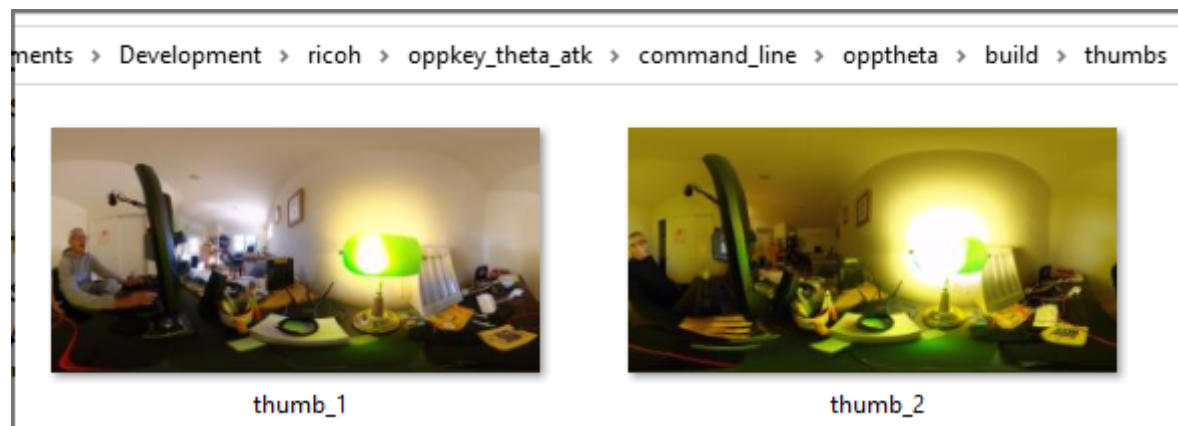 ments > Development > ricoh > oppkey_theta_atk > command_line > opptheta > build > thumbs
thumb_1
thumb_2